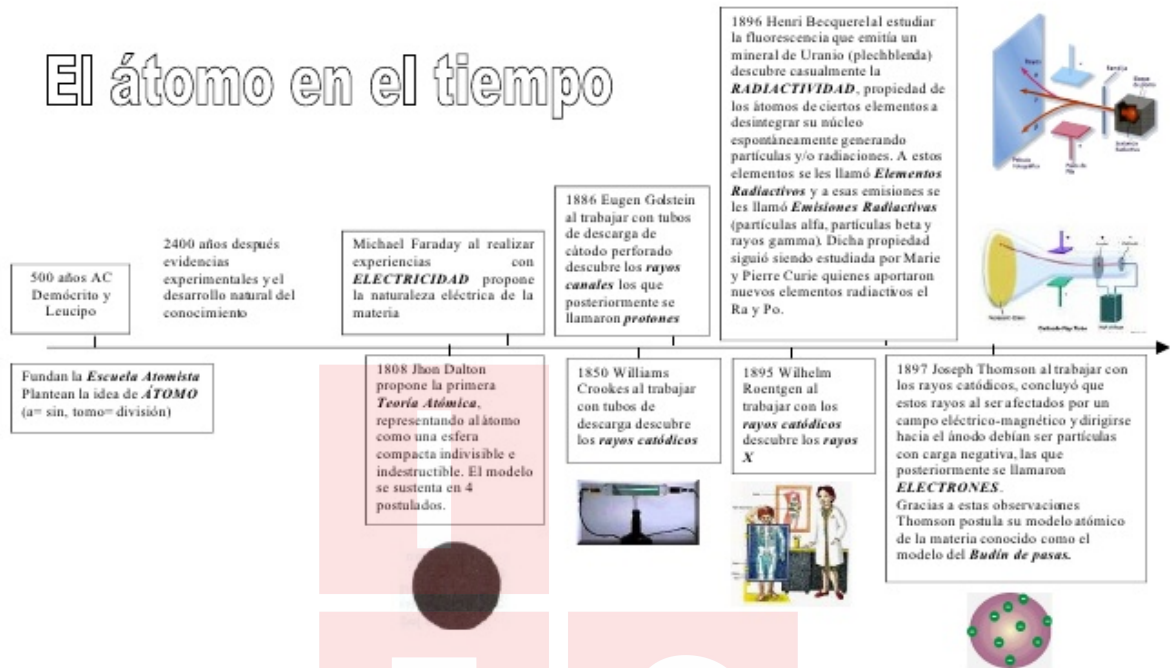 El átomo en el tiempo
500 años AC
Demócrito y
Leucipo
Fundan la Escuela Atomista
Plantean la idea de ÁTOMO
(a= sin, tomo= división)
2400 años después
evidencias
experimentales y el
desarrollo natural del
conocimiento
Michael Faraday al realizar
experiencias con
ELECTRICIDAD propone
la naturaleza eléctrica de la
materia
1808 Jhon Dalton
propone la primera
Teoría Atómica,
representando al átomo
como una esfera
compacta indivisible e
indestructible. El modelo
se sustenta en 4
postulados.
1886 Eugen Golstein
al trabajar con tubos
de descarga de
cátodo perforado
descubre los rayos
canales los que
posteriormente se
llamaron protones
1850 Williams
Crookes al trabajar
con tubos de
descarga descubre
los rayos catódicos
1896 Henri Becquerelal estudiar
la fluorescencia que emitía un
mineral de Uranio (plechblenda)
descubre casualmente la
RADIACTIVIDAD, propiedad de
los átomos de ciertos elementos a
desintegrar su núcleo
espontáneamente generando
partículas y/o radiaciones. A estos
elementos se les llamó Elementos
Radiactivos y a esas emisiones se
les llamó Emisiones Radiactivas
(partículas alfa, partículas beta y
rayos gamma). Dicha propiedad
siguió siendo estudiada por Marie
y Pierre Curie quienes aportaron
nuevos elementos radiactivos el
Ra y Po.
1895 Wilhelm
Roentgen al
trabajar con los
rayos catódicos
descubre los rayos
X
1897 Joseph Thomson al trabajar con
los rayos catódicos, concluyó que
estos rayos al ser afectados por un
campo eléctrico-magnético y dirigirse
hacia el ánodo debían ser partículas
con carga negativa, las que
posteriormente se llamaron
ELECTRONES.
Gracias a estas observaciones
Thomson postula su modelo atómico
de la materia conocido como el
modelo del Budín de pasas.